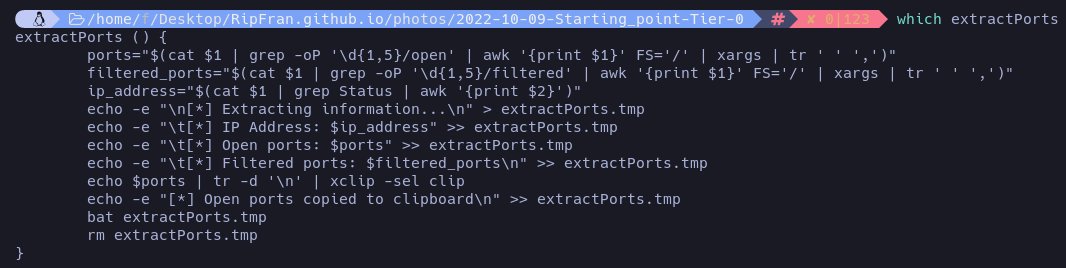 /home/f/Desktop/RipFran.github.io/photos/2022-10-09-Starting_point-Tier-0 # ✘ 0|123 which extractPorts
extractPorts () {
ports="$(cat $1 | grep -oP '\d{1,5}/open' | awk '{print $1}' FS='/' | xargs | tr ' ' ',')"
filtered_ports="$(cat $1 | grep -oP '\d{1,5}/filtered' | awk '{print $1}' FS='/' | xargs | tr ' ' ',')"
ip_address="$(cat $1 | grep Status | awk '{print $2}')"
echo -e "\n[*] Extracting information...\n" > extractPorts.tmp
echo -e "\t[*] IP Address: $ip_address" >> extractPorts.tmp
echo -e "\t[*] Open ports: $ports" >> extractPorts.tmp
echo -e "\t[*] Filtered ports: $filtered_ports\n" >> extractPorts.tmp
echo $ports | tr -d '\n' | xclip -sel clip
echo -e "[*] Open ports copied to clipboard\n" >> extractPorts.tmp
bat extractPorts.tmp
rm extractPorts.tmp
}